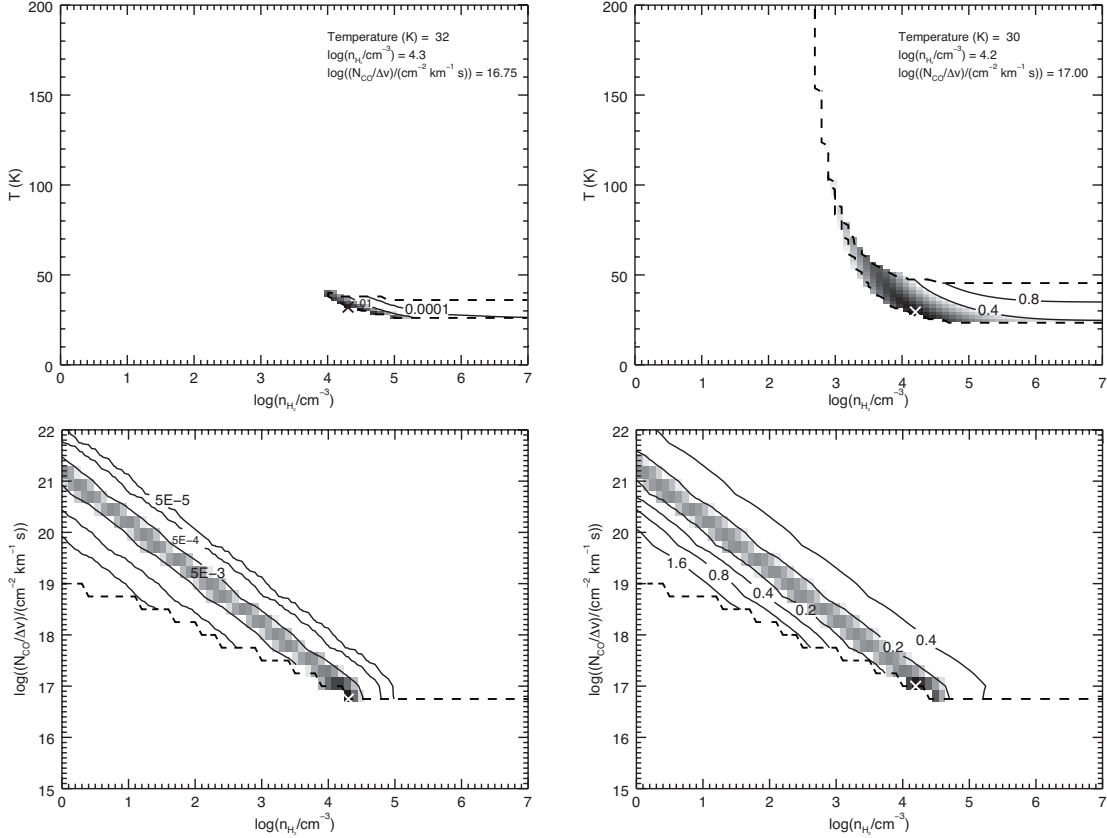 200
150
100
50
0
T (K)
Temperature (K) = 32
log(n_H₂/cm⁻³) = 4.3
log((N_CO/Δv)/(cm⁻² km⁻¹ s)) = 16.75
.01
0.0001
0 1 2 3 4 5 6 7
log(n_H₂/cm⁻³)
200
150
100
50
0
T (K)
Temperature (K) = 30
log(n_H₂/cm⁻³) = 4.2
log((N_CO/Δv)/(cm⁻² km⁻¹ s)) = 17.00
0.8
0.4
0 1 2 3 4 5 6 7
log(n_H₂/cm⁻³)
22
21
20
19
18
17
16
15
log((N_CO/Δv)/(cm⁻² km⁻¹ s))
5E−5
5E−4
5E−3
0 1 2 3 4 5 6 7
log(n_H₂/cm⁻³)
22
21
20
19
18
17
16
15
log((N_CO/Δv)/(cm⁻² km⁻¹ s))
1.6
0.8
0.4
0.2
0.2
0.4
0 1 2 3 4 5 6 7
log(n_H₂/cm⁻³)